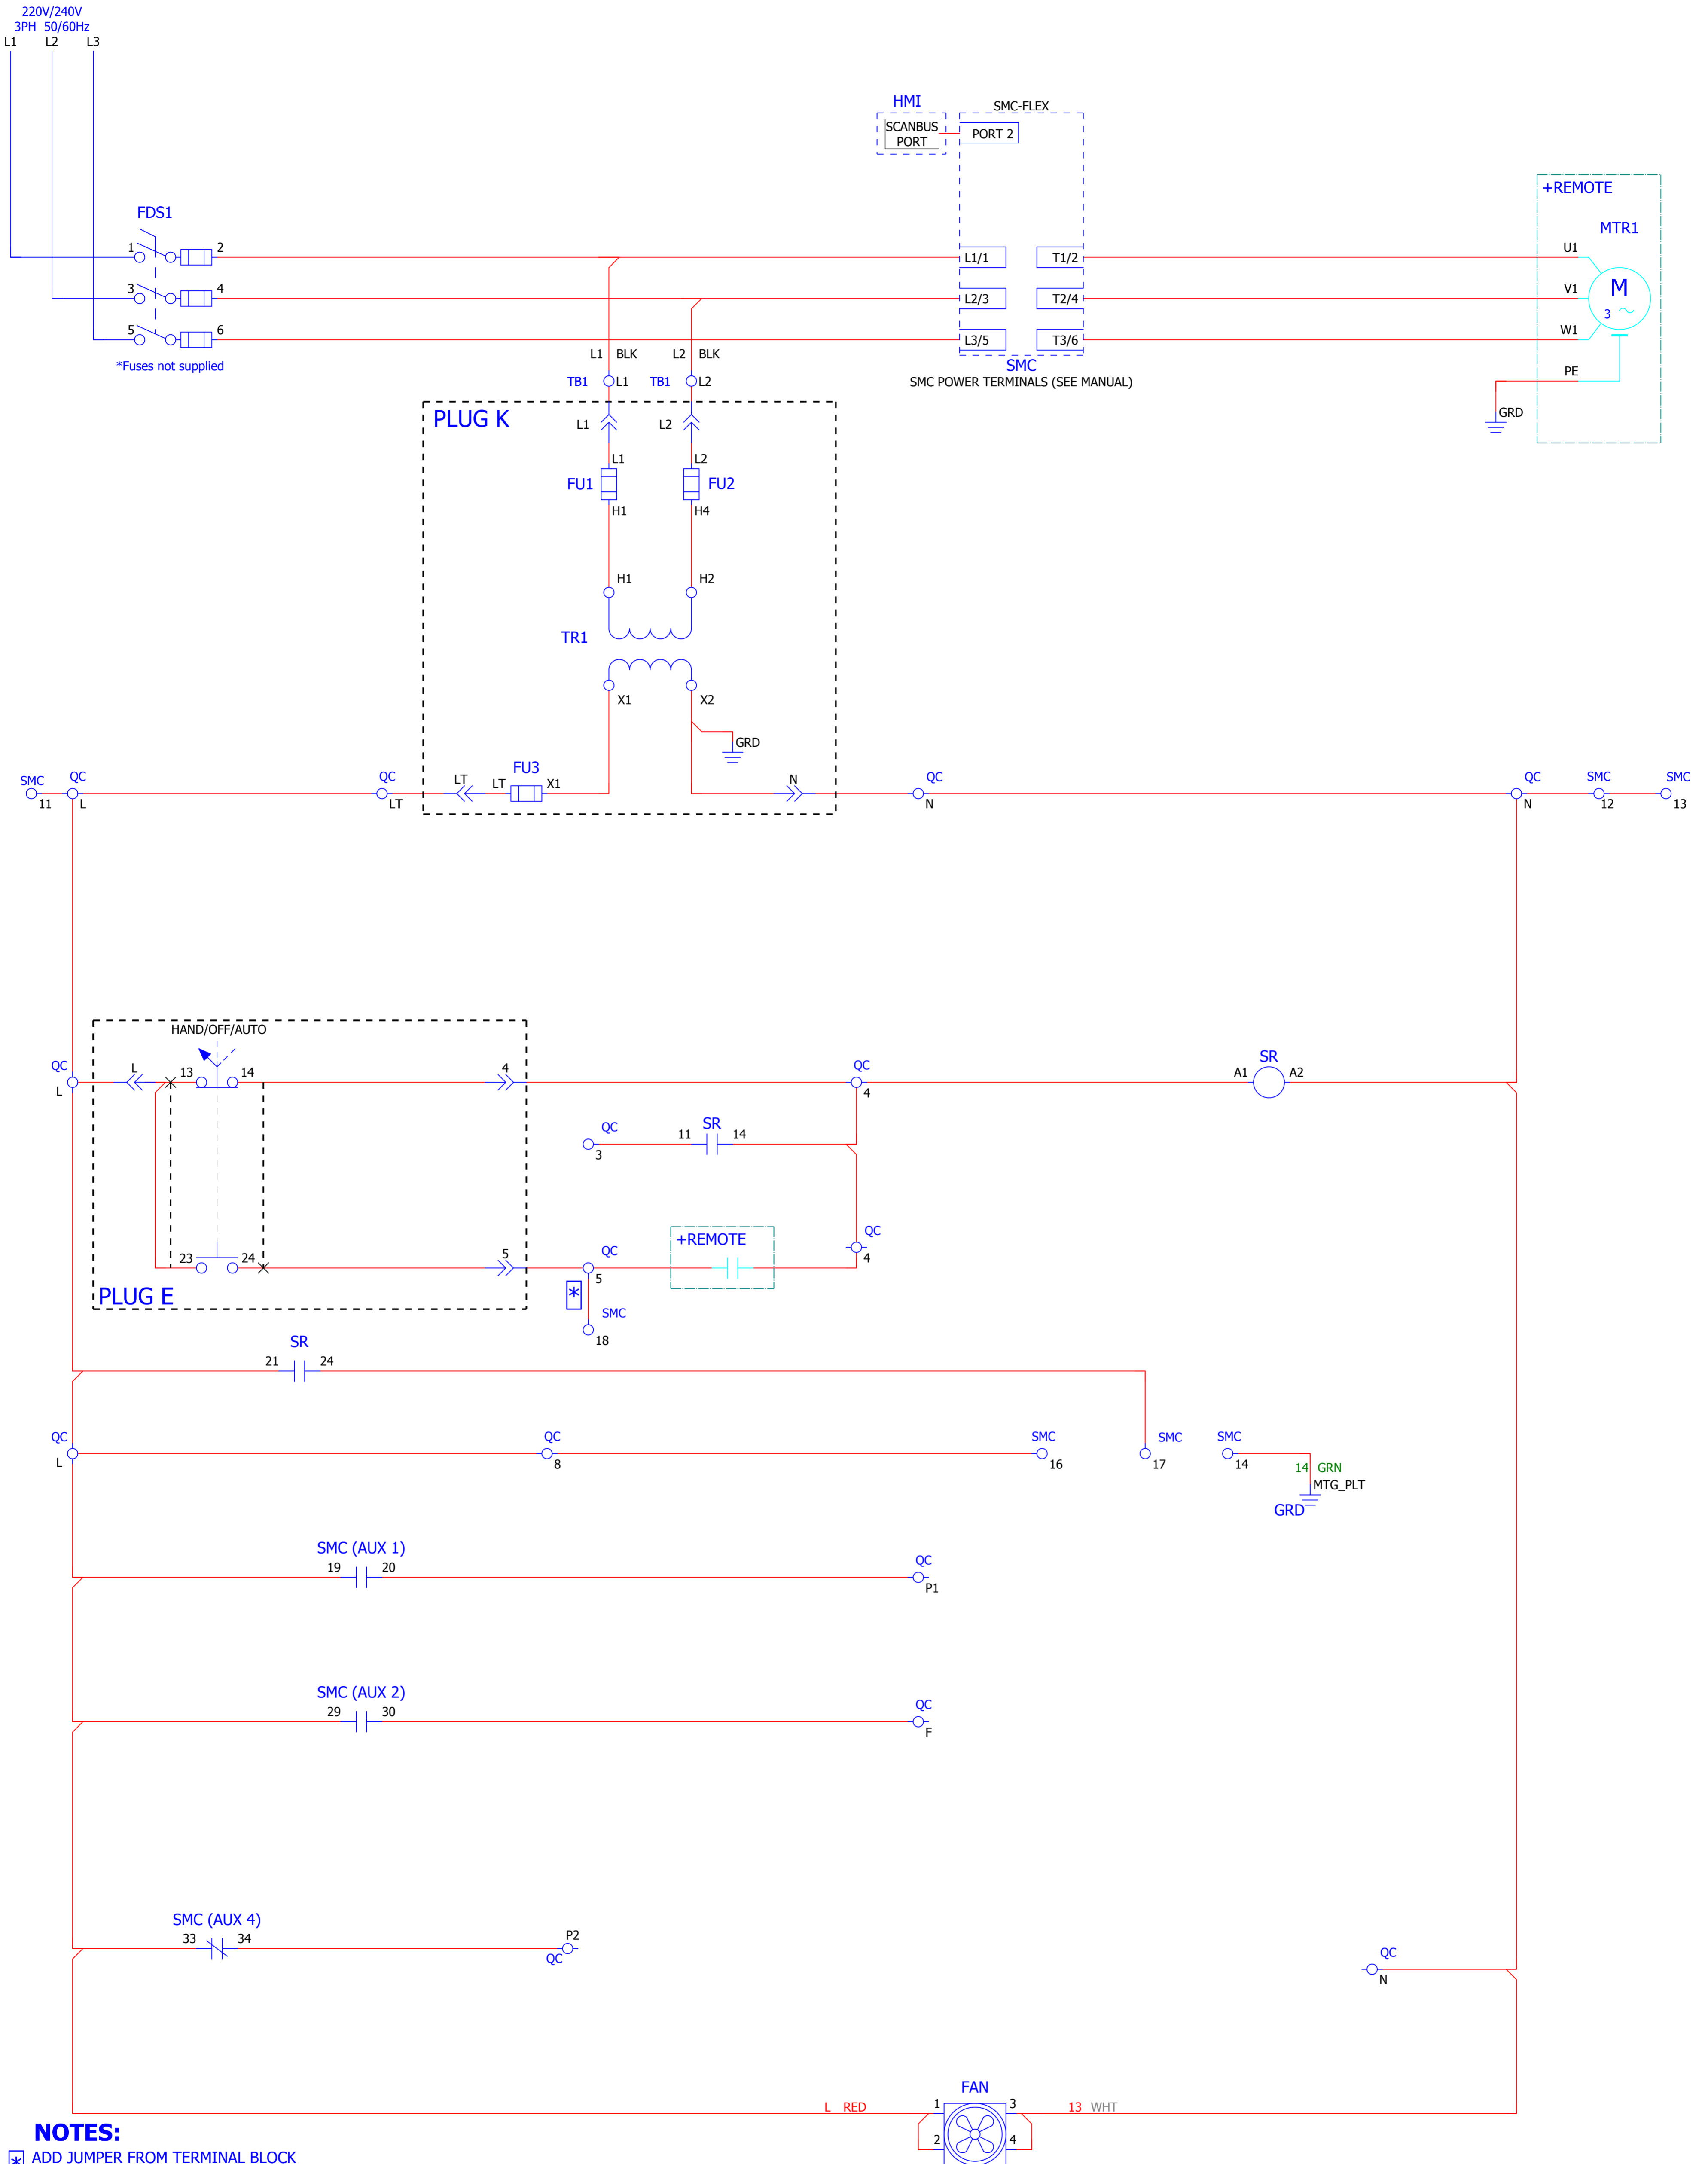 220V/240V
3PH 50/60Hz
L1 L2 L3
HMI
SMC-FLEX
SCANBUS
PORT
PORT 2
+REMOTE
MTR1
FDS1
1 2
L1/1 T1/2
U1
3 4
L2/3 T2/4
V1
M
3
5 6
L3/5 T3/6
W1
*Fuses not supplied
SMC
SMC POWER TERMINALS (SEE MANUAL)
PE
GRD
L1 BLK L2 BLK
TB1 L1 TB1 L2
PLUG K
L1 L2
L1 L2
FU1 FU2
H1 H4
H1 H2
TR1
X1 X2
GRD
SMC QC QC LT LT FU3 X1 N QC QC SMC SMC
11 L LT N N 12 13
HAND/OFF/AUTO
QC L 13 14 4 QC A1 SR A2
L 4
QC 11 SR 14
3
QC
4
+REMOTE
23 24 5 QC
5
PLUG E
*
SMC
18
SR
21 24
QC QC SMC SMC SMC
L 8 16 17 14
14 GRN
MTG_PLT
GRD
SMC (AUX 1)
19 20 QC
P1
SMC (AUX 2)
29 30 QC
F
SMC (AUX 4)
33 34 P2
QC
QC
N
FAN
L RED 1 3 13 WHT
2 4
NOTES:
* ADD JUMPER FROM TERMINAL BLOCK